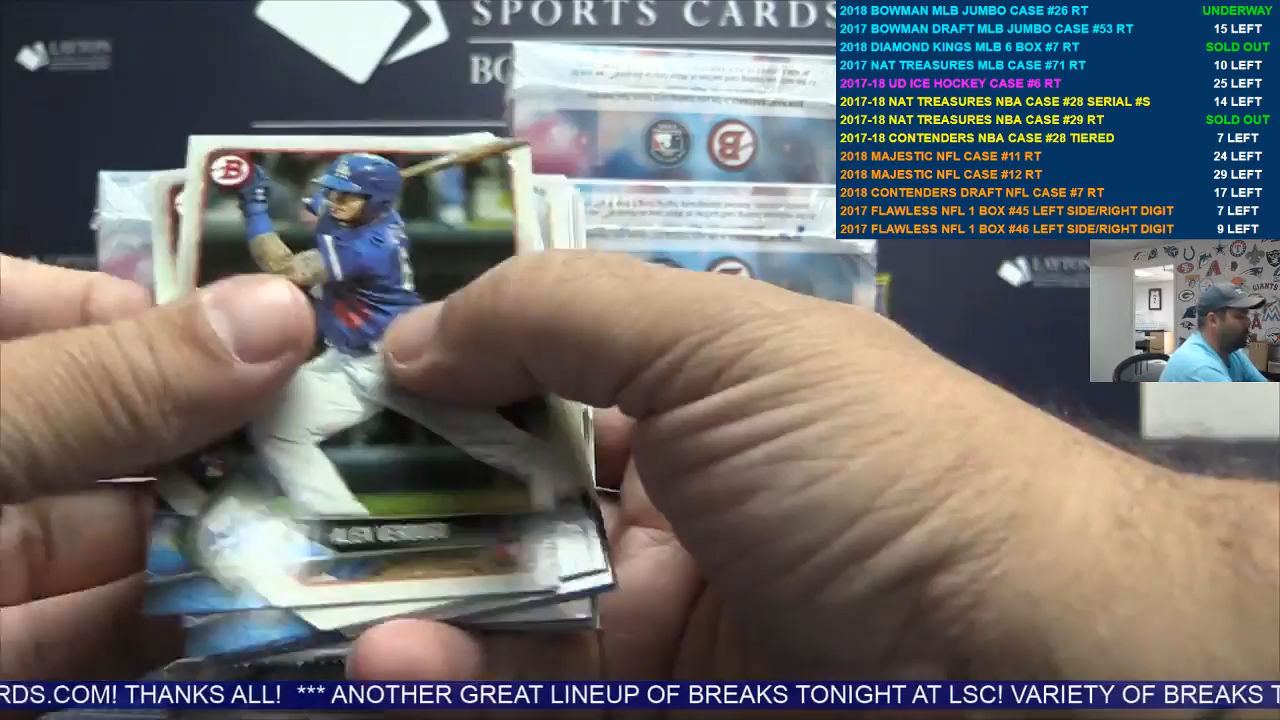 SPORTS CARDS
BO
LAYTON
B
ALEX VERDUGO
B
2018 BOWMAN MLB JUMBO CASE #26 RT UNDERWAY
2017 BOWMAN DRAFT MLB JUMBO CASE #53 RT 15 LEFT
2018 DIAMOND KINGS MLB 6 BOX #7 RT SOLD OUT
2017 NAT TREASURES MLB CASE #71 RT 10 LEFT
2017-18 UD ICE HOCKEY CASE #6 RT 25 LEFT
2017-18 NAT TREASURES NBA CASE #28 SERIAL #S 14 LEFT
2017-18 NAT TREASURES NBA CASE #29 RT SOLD OUT
2017-18 CONTENDERS NBA CASE #28 TIERED 7 LEFT
2018 MAJESTIC NFL CASE #11 RT 24 LEFT
2018 MAJESTIC NFL CASE #12 RT 29 LEFT
2018 CONTENDERS DRAFT NFL CASE #7 RT 17 LEFT
2017 FLAWLESS NFL 1 BOX #45 LEFT SIDE/RIGHT DIGIT 7 LEFT
2017 FLAWLESS NFL 1 BOX #46 LEFT SIDE/RIGHT DIGIT 9 LEFT
GIANTS
RDS.COM! THANKS ALL! *** ANOTHER GREAT LINEUP OF BREAKS TONIGHT AT LSC! VARIETY OF BREAKS T